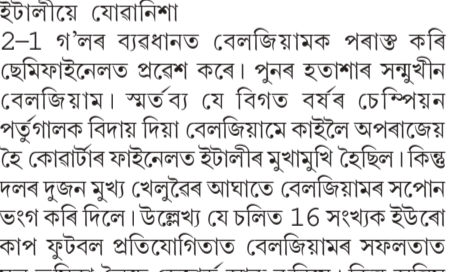 ইটালীয়ে যোৱানিশা
2–1 গ'লৰ ব্যৱধানত বেলজিয়ামক পৰাস্ত কৰি
ছেমিফাইনেলত প্ৰৱেশ কৰে। পুনৰ হতাশাৰ সন্মুখীন
বেলজিয়াম। স্মৰ্তব্য যে বিগত বৰ্ষৰ চেম্পিয়ন
পৰ্তুগালক বিদায় দিয়া বেলজিয়ামে কাইলৈ অপৰাজেয়
হৈ কোৱাৰ্টাৰ ফাইনেলত ইটালীৰ মুখামুখি হৈছিল। কিন্তু
দলৰ দুজন মুখ্য খেলুৱৈৰ আঘাতে বেলজিয়ামৰ সপোন
ভংগ কৰি দিলে। উল্লেখ্য যে চলিত 16 সংখ্যক ইউৰো
কাপ ফুটবল প্ৰতিযোগিতাত বেলজিয়ামৰ সফলতাত